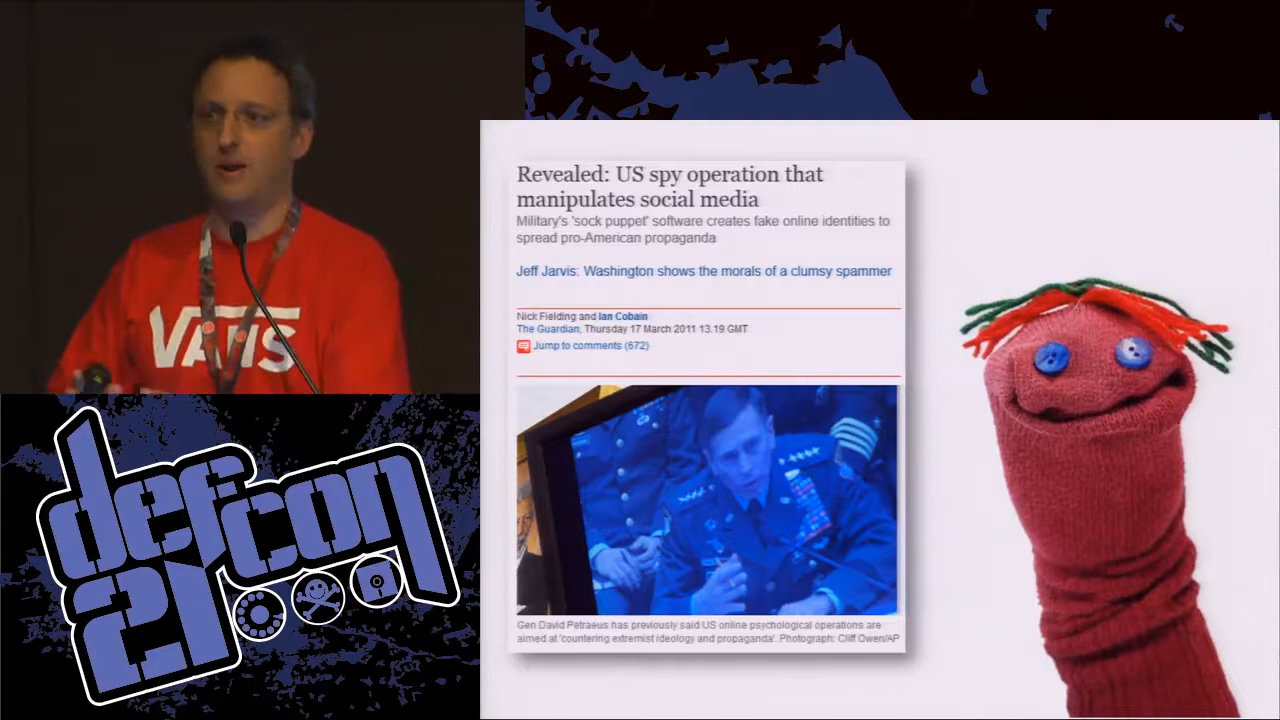 VANS
defcon
21
Revealed: US spy operation that
manipulates social media
Military's 'sock puppet' software creates fake online identities to
spread pro-American propaganda
Jeff Jarvis: Washington shows the morals of a clumsy spammer
Nick Fielding and Ian Cobain
The Guardian, Thursday 17 March 2011 13.19 GMT
Jump to comments (672)
Gen David Petraeus has previously said US online psychological operations are
aimed at 'countering extremist ideology and propaganda'. Photograph: Cliff Owen/AP